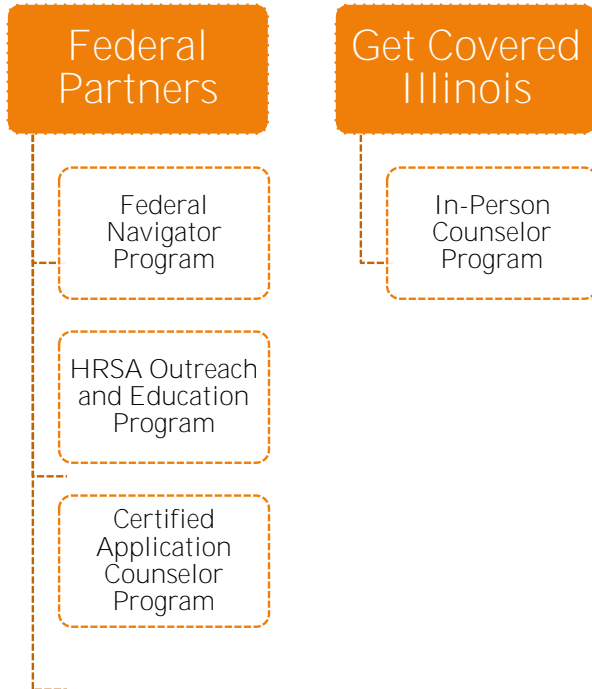 Federal
Partners
Federal
Navigator
Program
HRSA Outreach
and Education
Program
Certified
Application
Counselor
Program
Get Covered
Illinois
In-Person
Counselor
Program